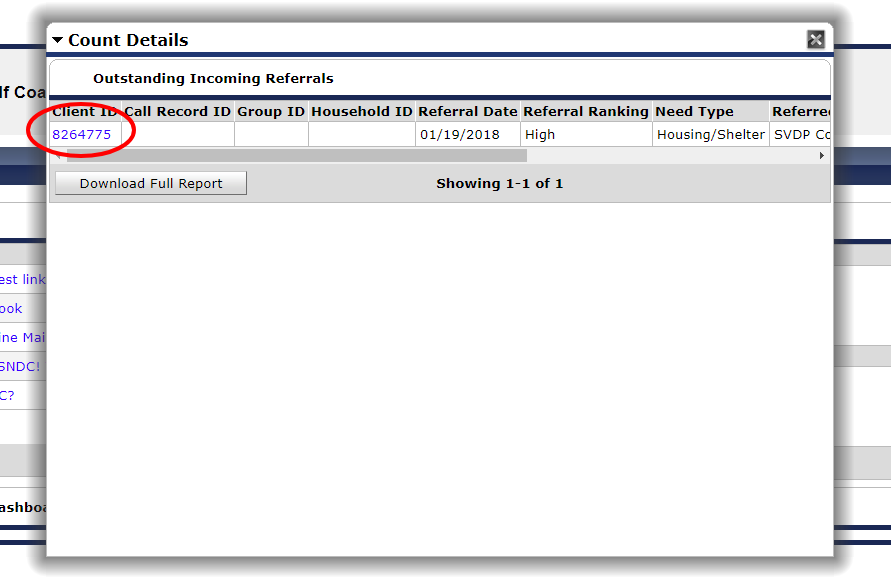 Count Details
Outstanding Incoming Referrals
Client ID Call Record ID Group ID Household ID Referral Date Referral Ranking Need Type Referred
8264775 01/19/2018 High Housing/Shelter SVDP Co
Download Full Report Showing 1-1 of 1
lf Coa
est link
ook
ine Mai
SNDC!
C?
ashboa